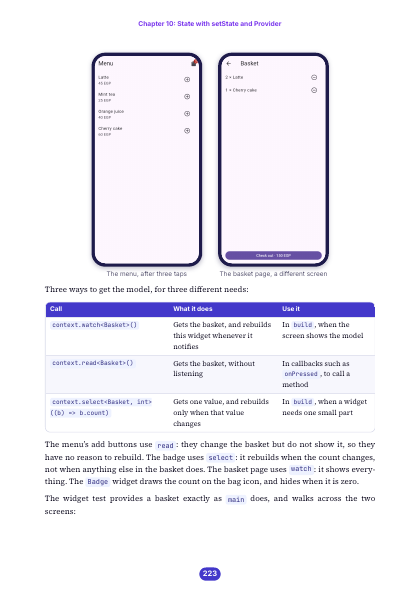 Chapter 10: State with setState and Provider
Menu
Latte
45 EGP
Mint tea
25 EGP
Orange juice
40 EGP
Cherry cake
60 EGP
Basket
2 × Latte
1 × Cherry cake
Check out · 150 EGP
The menu, after three taps
The basket page, a different screen
Three ways to get the model, for three different needs:
Call What it does Use it
context.watch<Basket>() Gets the basket, and rebuilds In build, when the
this widget whenever it screen shows the model
notifies
context.read<Basket>() Gets the basket, without In callbacks such as
listening onPressed, to call a
method
context.select<Basket, int> Gets one value, and rebuilds In build, when a widget
((b) => b.count) only when that value needs one small part
changes
The menu's add buttons use read: they change the basket but do not show it, so they
have no reason to rebuild. The badge uses select: it rebuilds when the count changes,
not when anything else in the basket does. The basket page uses watch: it shows every-
thing. The Badge widget draws the count on the bag icon, and hides when it is zero.
The widget test provides a basket exactly as main does, and walks across the two
screens:
223